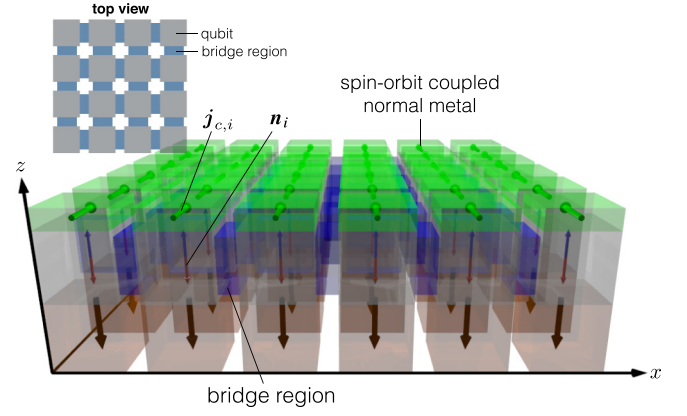 top view
qubit
bridge region
spin-orbit coupled
normal metal
j_{c,i}
n_i
z
x
bridge region